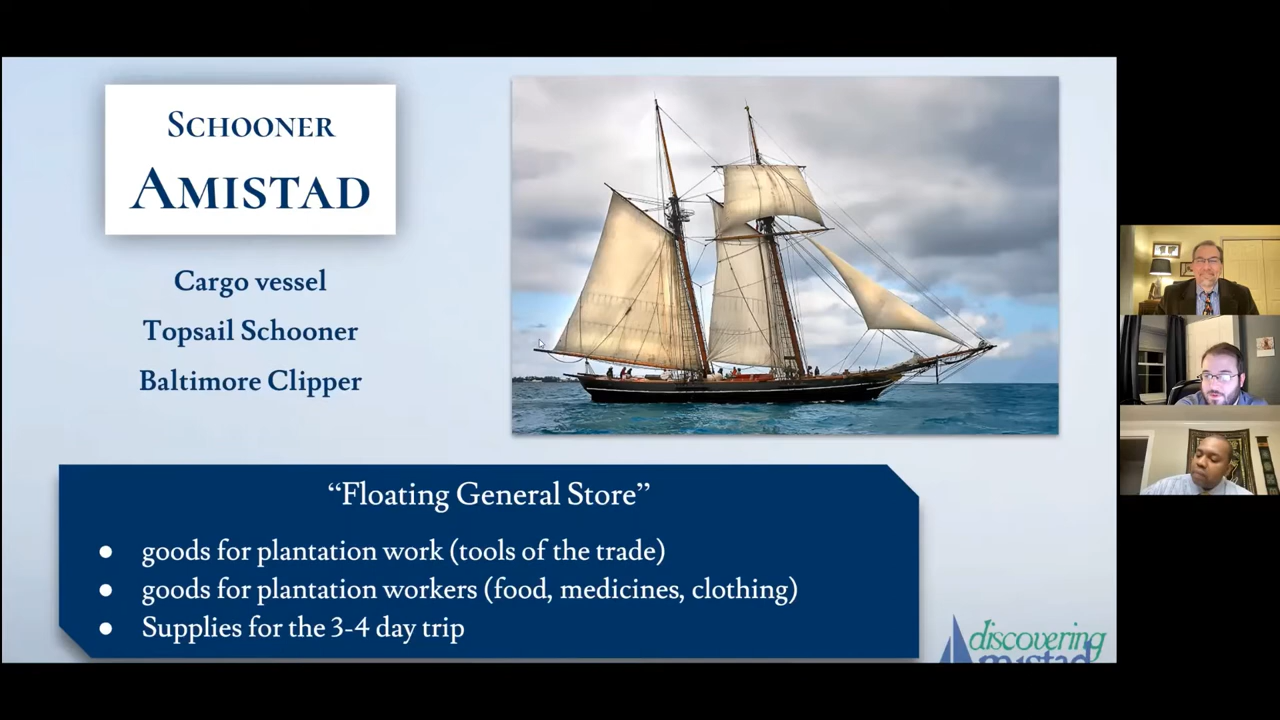 SCHOONER
AMISTAD
Cargo vessel
Topsail Schooner
Baltimore Clipper
“Floating General Store”
● goods for plantation work (tools of the trade)
● goods for plantation workers (food, medicines, clothing)
● Supplies for the 3-4 day trip
discovering
amistad